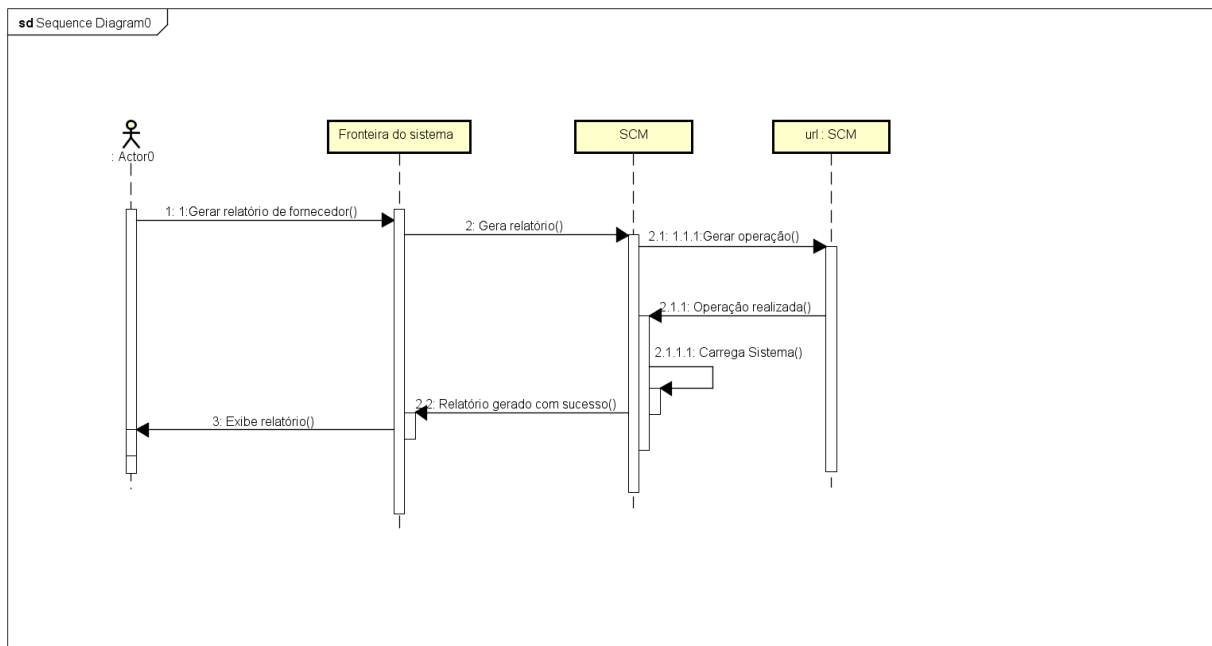 sd Sequence Diagram0
: Actor0
Fronteira do sistema
SCM
url : SCM
1: 1:Gerar relatório de fornecedor()
2: Gera relatório()
2.1: 1.1.1:Gerar operação()
2.1.1: Operação realizada()
2.1.1.1: Carrega Sistema()
2.2: Relatório gerado com sucesso()
3: Exibe relatório()